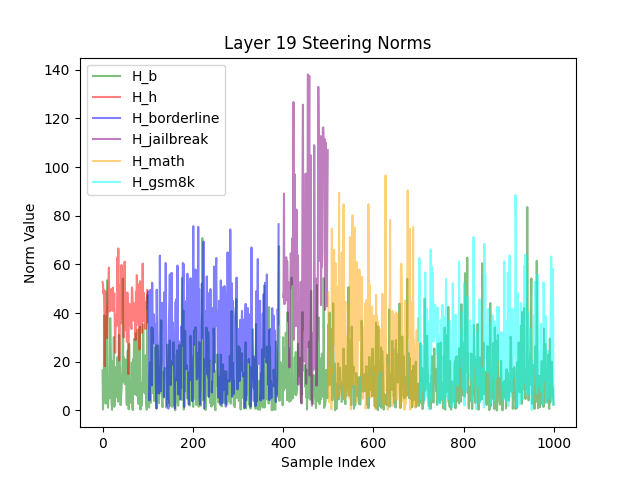 Layer 19 Steering Norms
H_b
H_h
H_borderline
H_jailbreak
H_math
H_gsm8k
Norm Value
140
120
100
80
60
40
20
0
0 200 400 600 800 1000
Sample Index